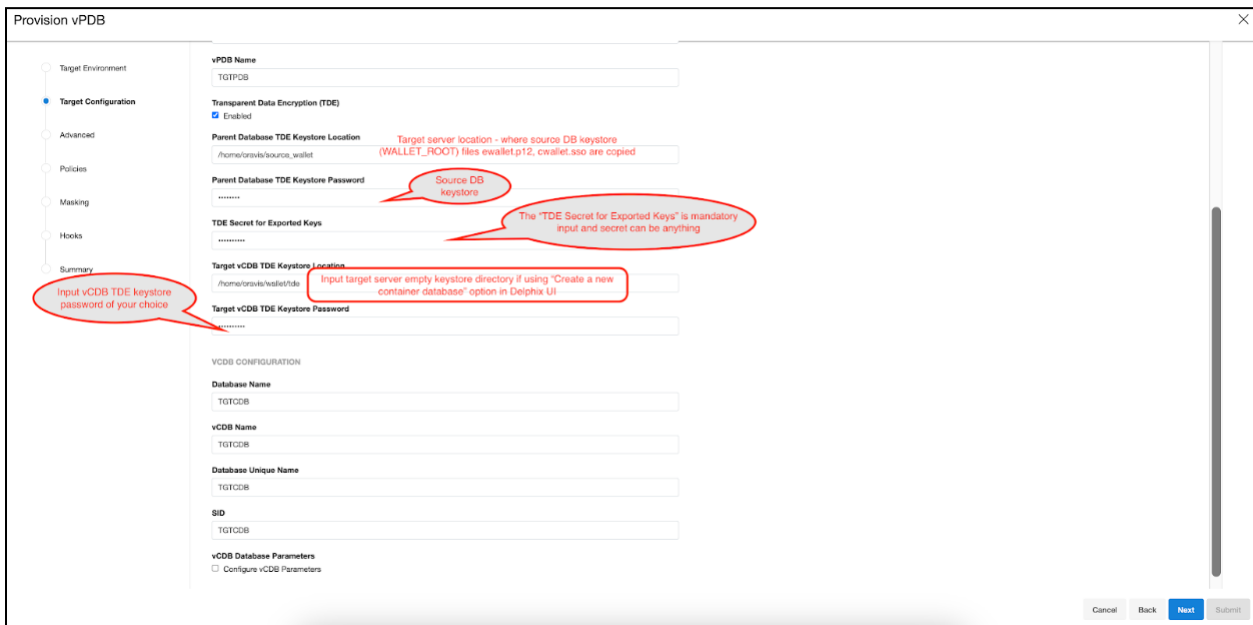 Provision vPDB
Target Environment
Target Configuration
Advanced
Policies
Masking
Hooks
Summary
vPDB Name
TGTPDB
Transparent Data Encryption (TDE)
Enabled
Parent Database TDE Keystore Location
/home/oravis/source_wallet
Target server location - where source DB keystore
(WALLET_ROOT) files ewallet.p12, cwallet.sso are copied
Parent Database TDE Keystore Password
........
Source DB
keystore
TDE Secret for Exported Keys
..........
The "TDE Secret for Exported Keys" is mandatory
input and secret can be anything
Target vCDB TDE Keystore Location
/home/oravis/wallet/tde
Input target server empty keystore directory if using "Create a new
container database" option in Delphix UI
Input vCDB TDE keystore
password of your choice
Target vCDB TDE Keystore Password
..........
VCDB CONFIGURATION
Database Name
TGTCDB
vCDB Name
TGTCDB
Database Unique Name
TGTCDB
SID
TGTCDB
vCDB Database Parameters
Configure vCDB Parameters
Cancel
Back
Next
Submit